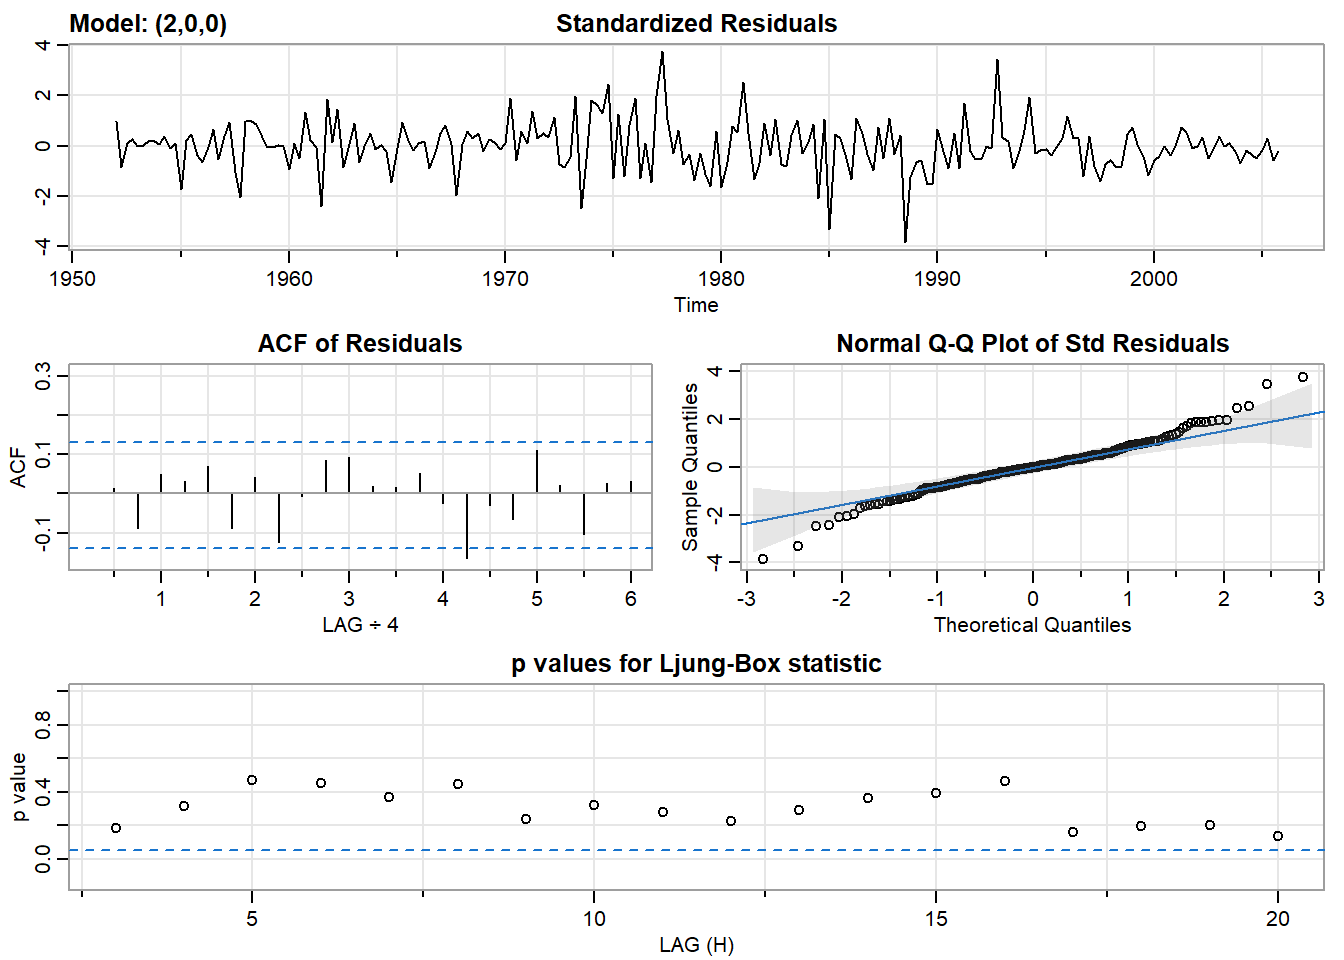 Model: (2,0,0) Standardized Residuals
4
2
0
-2
-4
1950 1960 1970 1980 1990 2000
Time
ACF of Residuals
ACF
0.3
0.1
-0.1
1 2 3 4 5 6
LAG ÷ 4
Normal Q-Q Plot of Std Residuals
Sample Quantiles
4
2
0
-2
-4
-3 -2 -1 0 1 2 3
Theoretical Quantiles
p values for Ljung-Box statistic
p value
0.8
0.4
0.0
5 10 15 20
LAG (H)